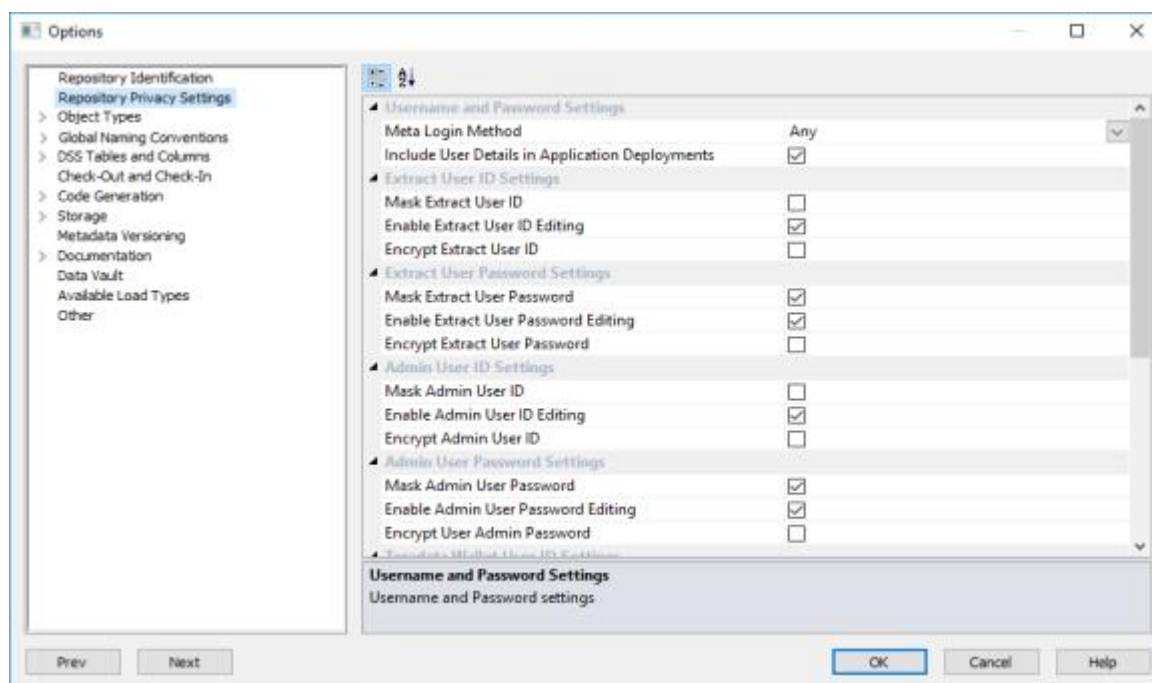 Options
Repository Identification
Repository Privacy Settings
Object Types
Global Naming Conventions
DSS Tables and Columns
Check-Out and Check-In
Code Generation
Storage
Metadata Versioning
Documentation
Data Vault
Available Load Types
Other
Username and Password Settings
Meta Login Method Any
Include User Details in Application Deployments
Extract User ID Settings
Mask Extract User ID
Enable Extract User ID Editing
Encrypt Extract User ID
Extract User Password Settings
Mask Extract User Password
Enable Extract User Password Editing
Encrypt Extract User Password
Admin User ID Settings
Mask Admin User ID
Enable Admin User ID Editing
Encrypt Admin User ID
Admin User Password Settings
Mask Admin User Password
Enable Admin User Password Editing
Encrypt User Admin Password
Teradata Wallet User ID Settings
Username and Password Settings
Username and Password settings
Prev Next OK Cancel Help